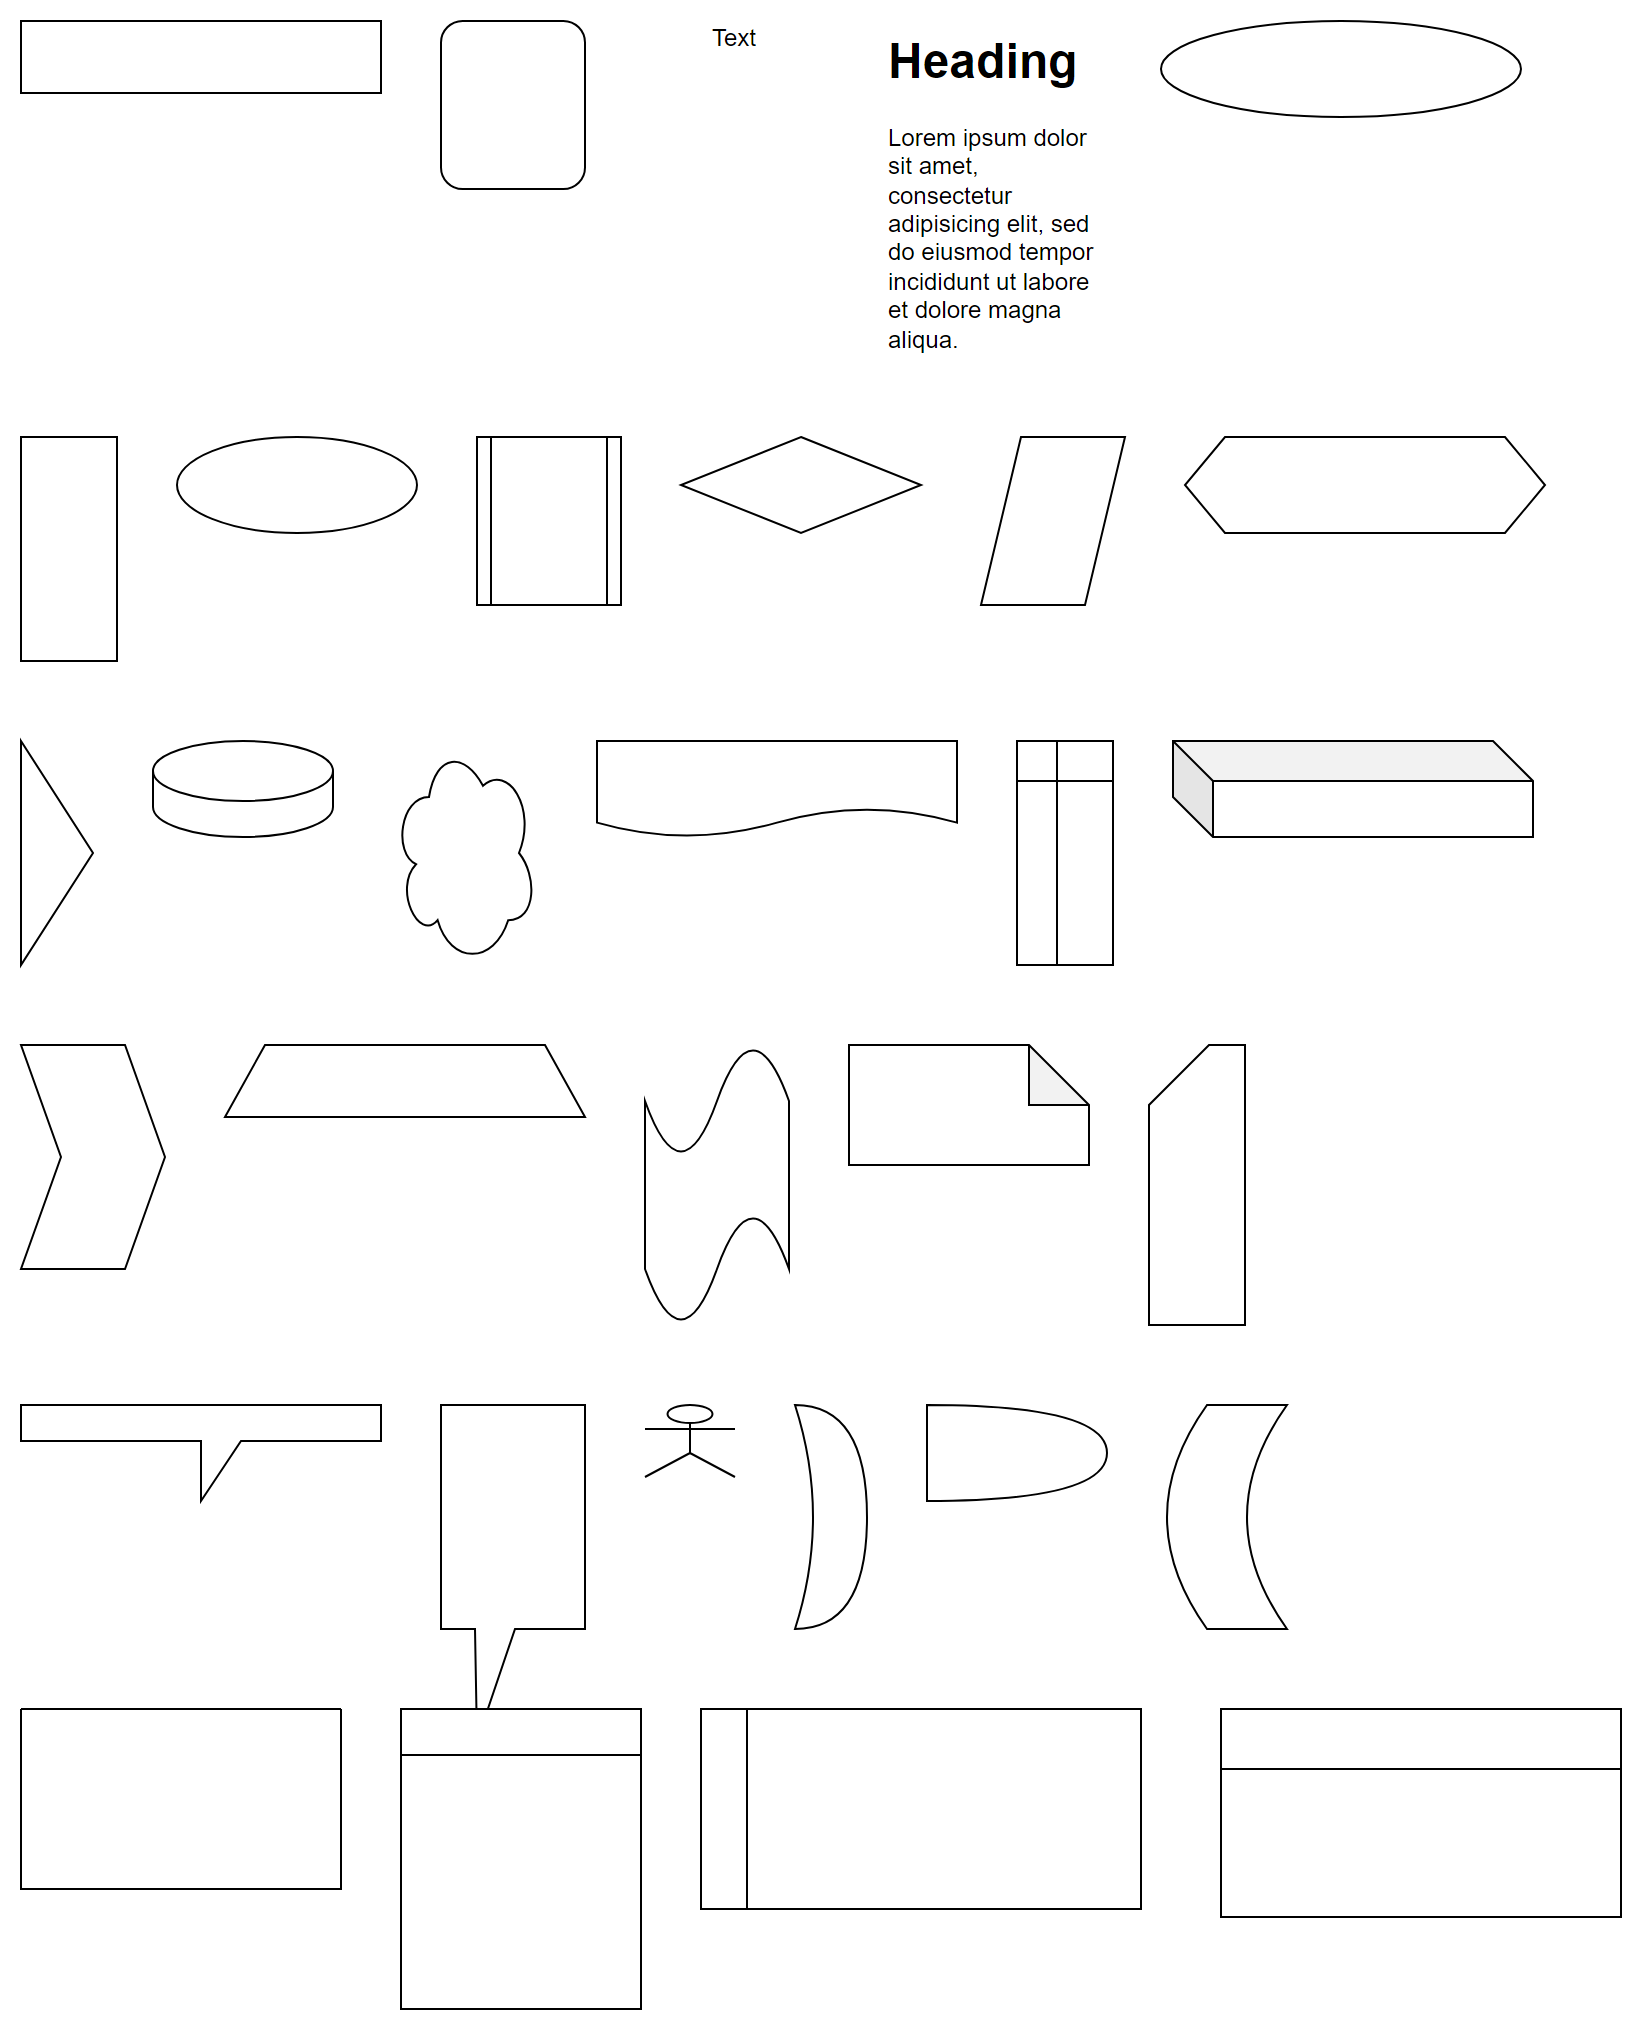 Text
Heading
Lorem ipsum dolor
sit amet,
consectetur
adipisicing elit, sed
do eiusmod tempor
incididunt ut labore
et dolore magna
aliqua.